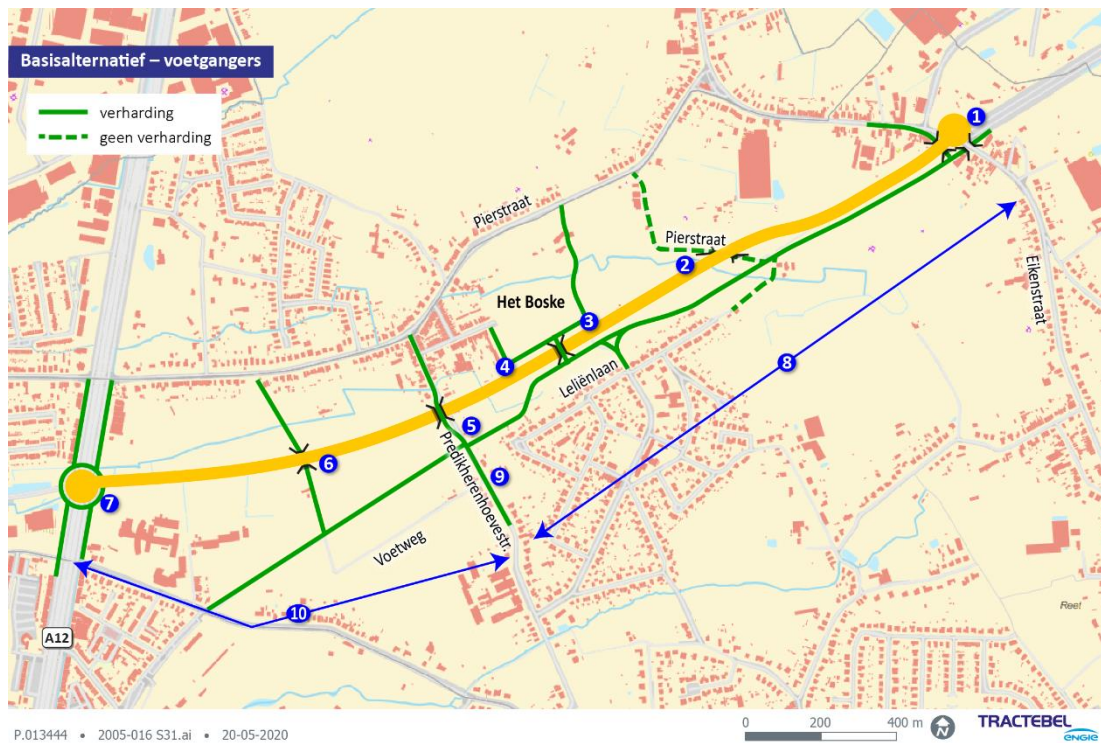 Basisalternatief – voetgangers
verharding
geen verharding
1
Pierstraat
Pierstraat
2
Eikenstraat
Het Boske
3
4
8
Leliënlaan
5
6
Predikherenhoevestr.
9
7
Voetweg
10
Reet
A12
P.013444 • 2005-016 S31.ai • 20-05-2020
0 200 400 m
N
TRACTEBEL
ENGIE